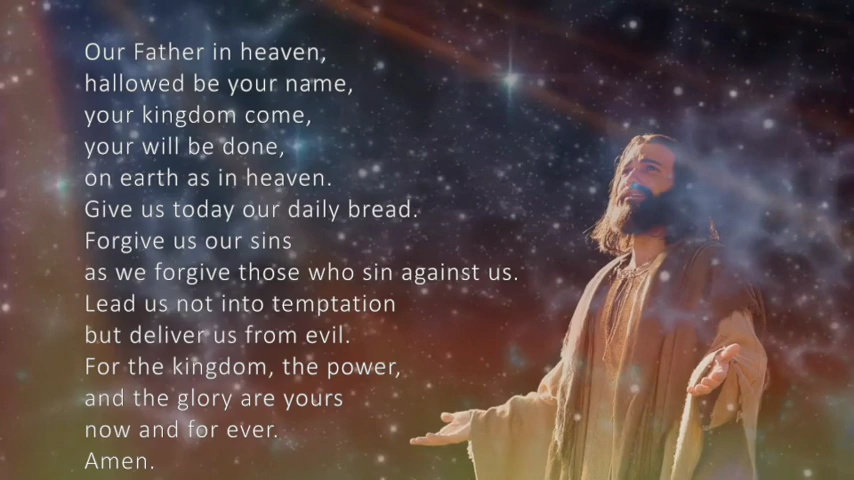 Our Father in heaven,
hallowed be your name,
your kingdom come,
your will be done,
on earth as in heaven.
Give us today our daily bread.
Forgive us our sins
as we forgive those who sin against us.
Lead us not into temptation
but deliver us from evil.
For the kingdom, the power,
and the glory are yours
now and for ever.
Amen.